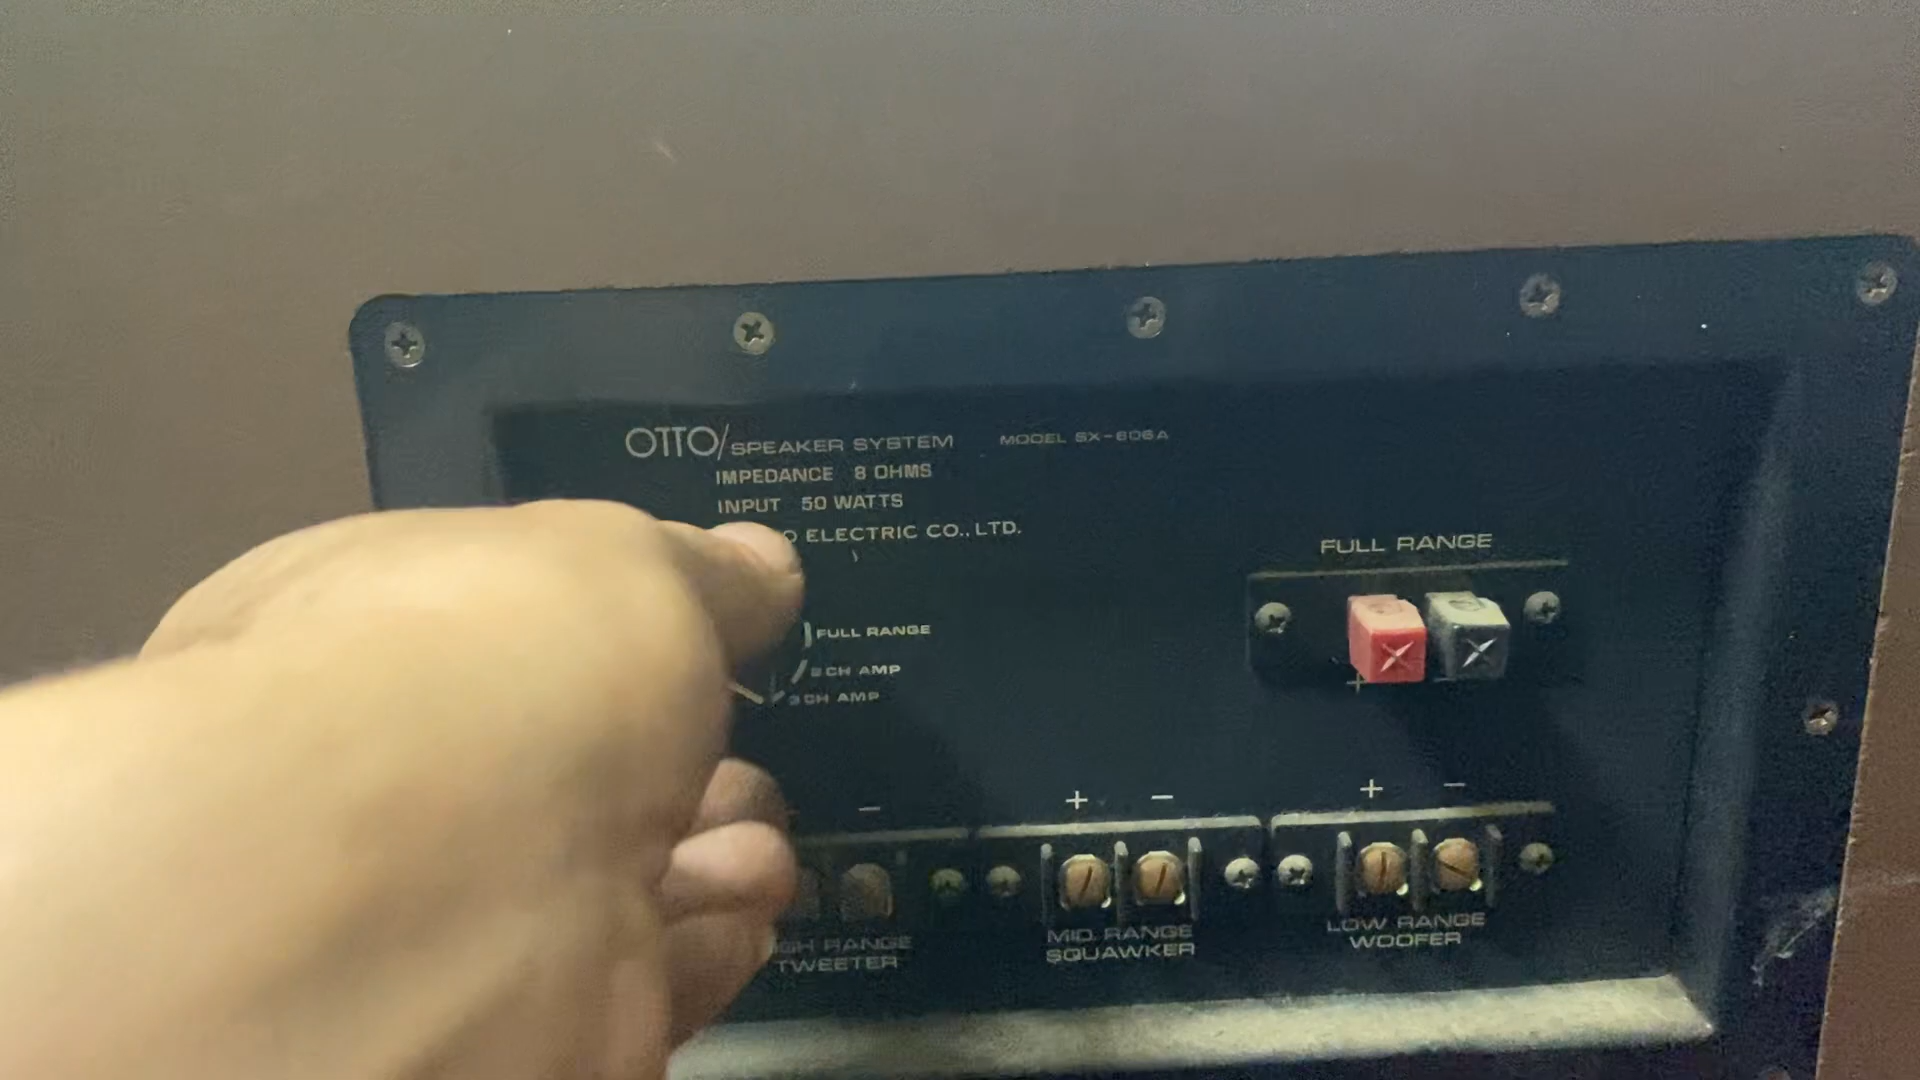 OTTO/SPEAKER SYSTEM MODEL SX-606A
IMPEDANCE 8 OHMS
INPUT 50 WATTS
ELECTRIC CO., LTD.
FULL RANGE
FULL RANGE
2 CH AMP
3 CH AMP
+
−
+ −
+ −
RANGE
TWEETER
MID. RANGE
SQUAWKER
LOW RANGE
WOOFER